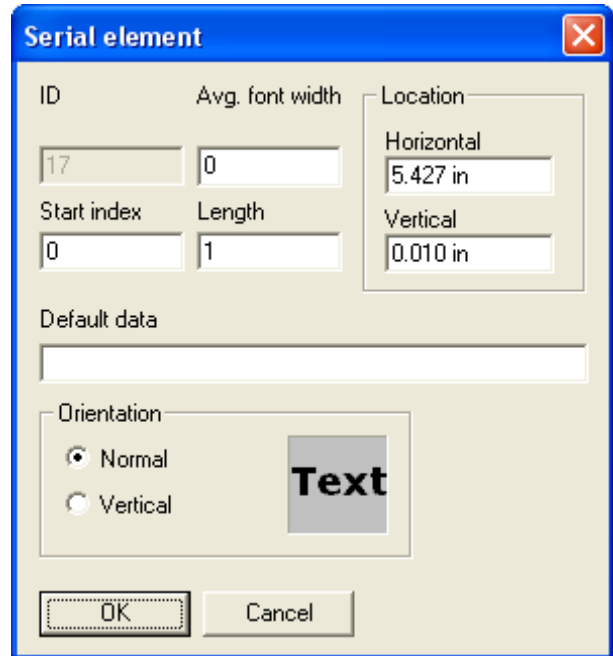 Serial element
ID Avg. font width Location
Horizontal
17 0 5.427 in
Start index Length Vertical
0 1 0.010 in
Default data
Orientation
Normal
Text
Vertical
OK Cancel